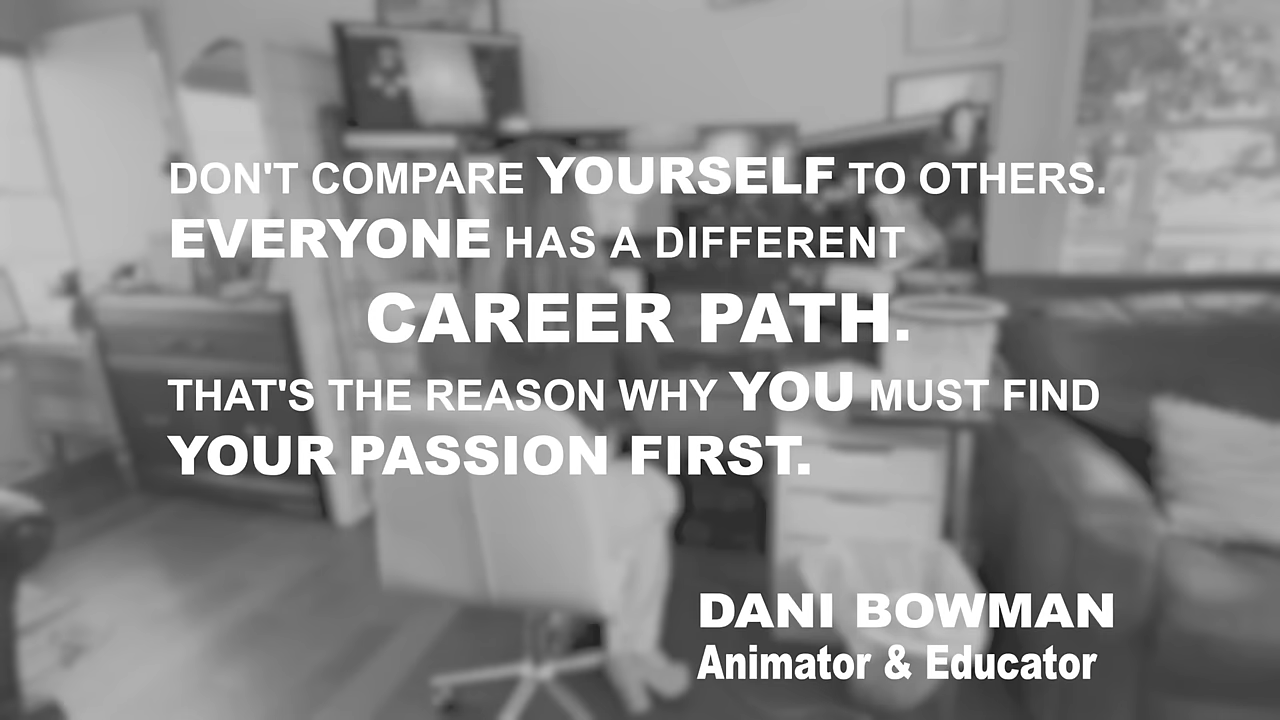 DON'T COMPARE YOURSELF TO OTHERS.
EVERYONE HAS A DIFFERENT
CAREER PATH.
THAT'S THE REASON WHY YOU MUST FIND
YOUR PASSION FIRST.
DANI BOWMAN
Animator & Educator